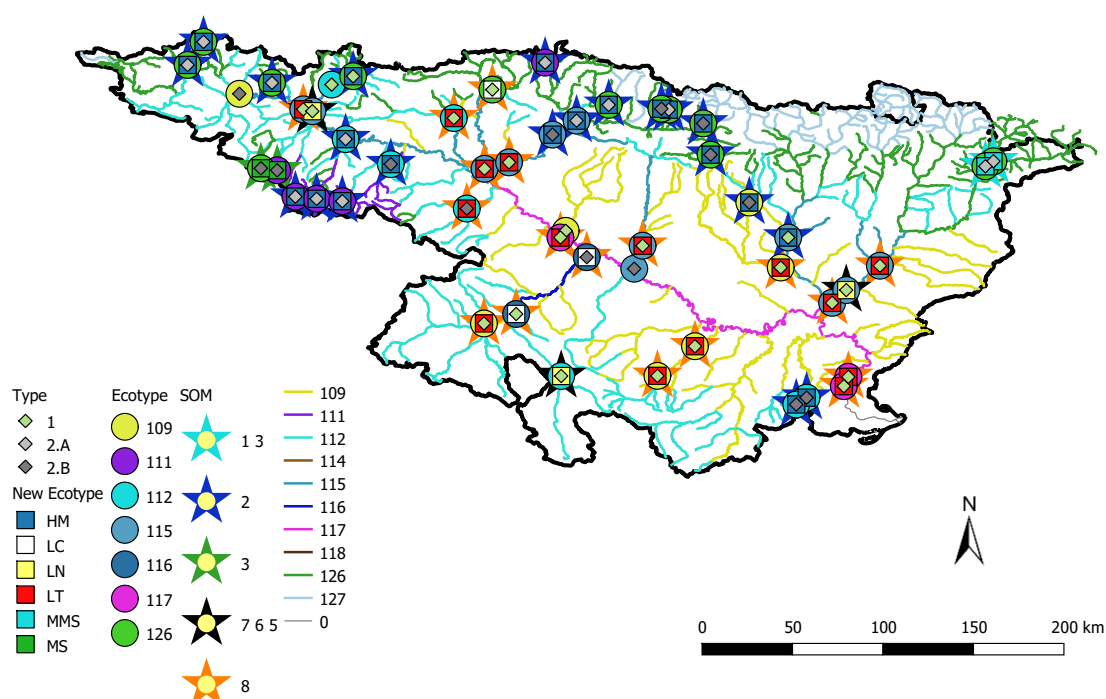 N
0 50 100 150 200 km
Type
1
2.A
2.B
New Ecotype
HM
LC
LN
LT
MMS
MS
Ecotype
109
111
112
115
116
117
126
SOM
1 3
2
3
7 6 5
8
109
111
112
114
115
116
117
118
126
127
0